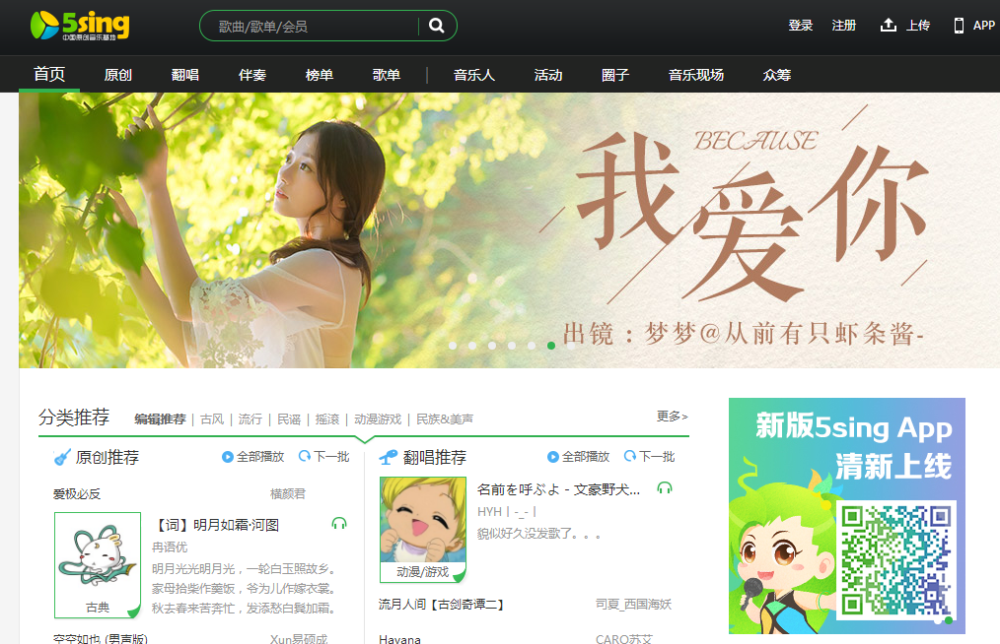 5sing
中国原创音乐基地
歌曲/歌单/会员
登录 注册 上传 APP
首页 原创 翻唱 伴奏 榜单 歌单 | 音乐人 活动 圈子 音乐现场 众筹
BECAUSE
我爱你
出镜：梦梦@从前有只虾条酱-
分类推荐 编辑推荐 | 古风 | 流行 | 民谣 | 摇滚 | 动漫游戏 | 民族&美声 更多>
原创推荐 全部播放 下一批
爱极必反 横颜君
【词】明月如霜·河图
冉语优
明月光光明月光，一轮白玉照故乡。
家母拾柴作羹饭，爷为儿作嫁衣裳。
秋去春来苦奔忙，发添愁白鬓加霜。
古典
空空如也 (男声版) Xun易硕成
翻唱推荐 全部播放 下一批
名前を呼ぶよ - 文豪野犬...
HYH丨-_-丨
貌似好久没发歌了。。。
动漫/游戏
流月人间【古剑奇谭二】 司夏_西国海妖
Havana CARO苏艾
新版5sing App
清新上线